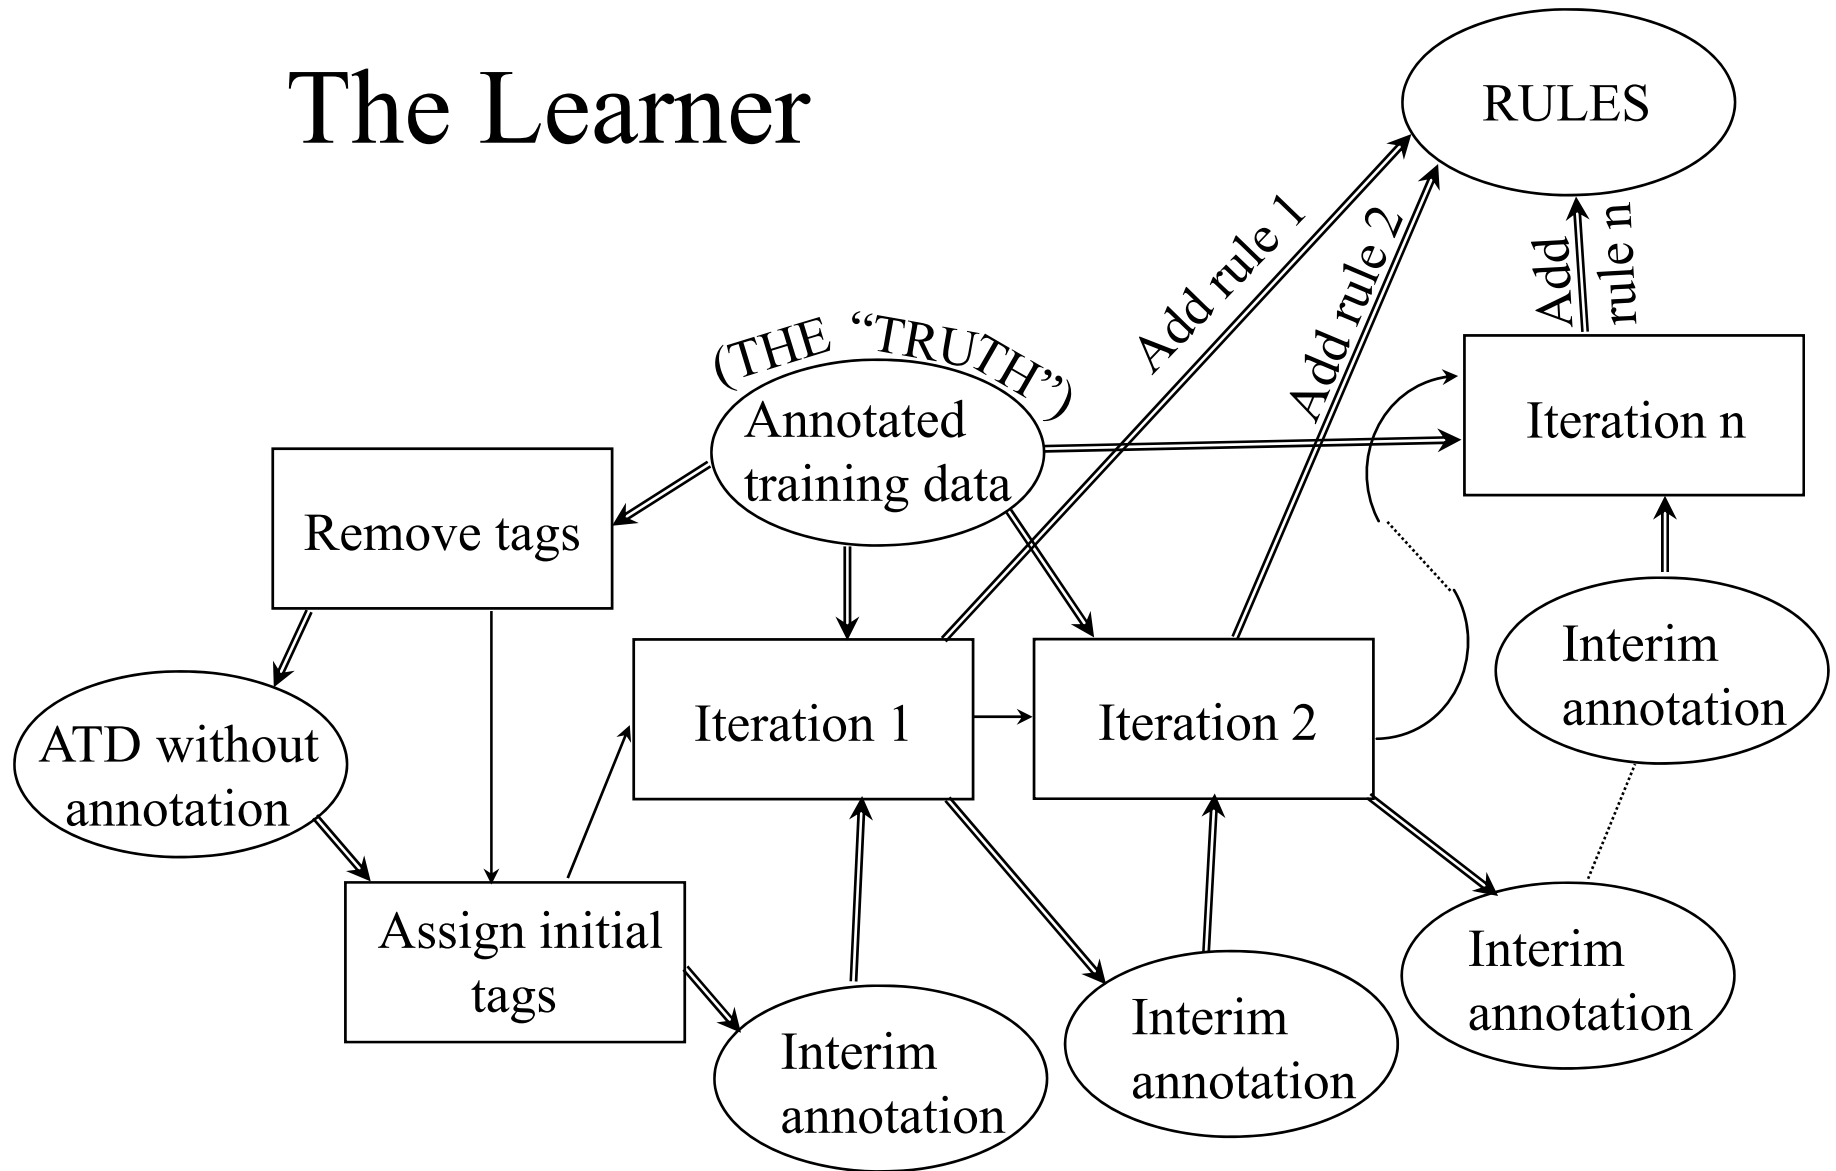 The Learner
RULES
Add rule 1
Add rule 2
Add
rule n
(THE “TRUTH”)
Annotated
training data
Iteration n
Remove tags
Interim
annotation
Iteration 1
Iteration 2
ATD without
annotation
Assign initial
tags
Interim
annotation
Interim
annotation
Interim
annotation